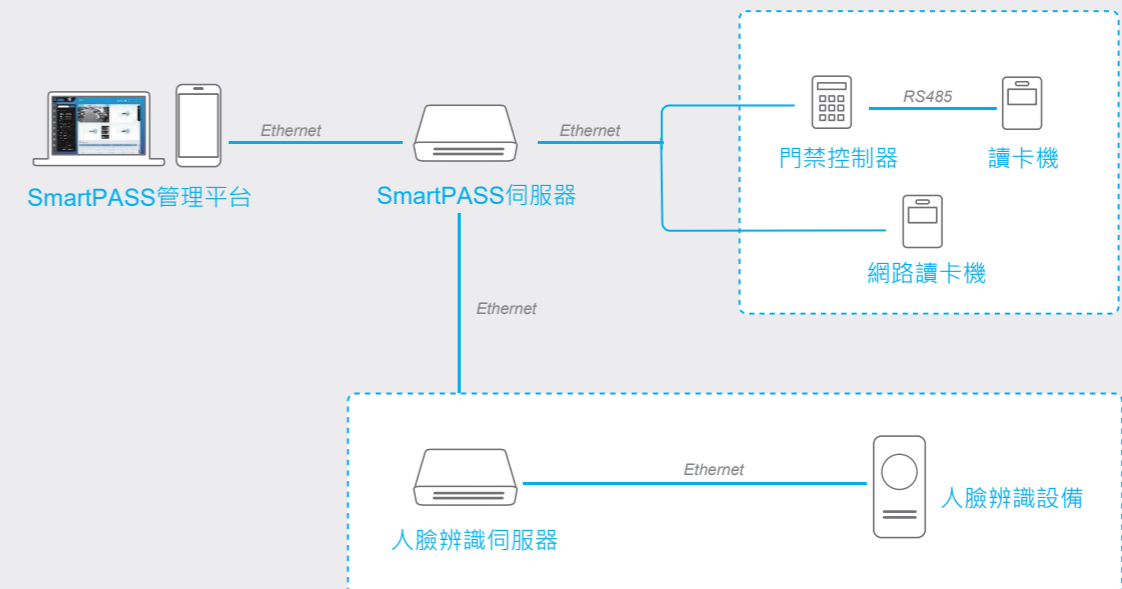 RS485
Ethernet
Ethernet
門禁控制器
讀卡機
SmartPASS管理平台
SmartPASS伺服器
網路讀卡機
Ethernet
Ethernet
人臉辨識設備
人臉辨識伺服器